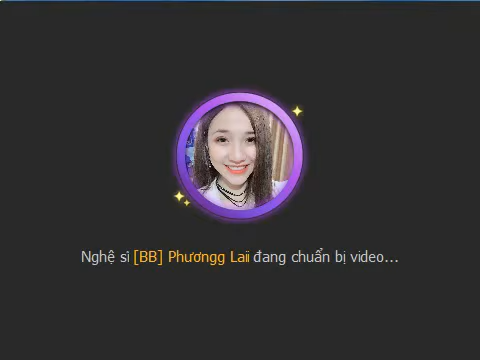 Nghệ sĩ [BB] Phươngg Laii đang chuẩn bị video...